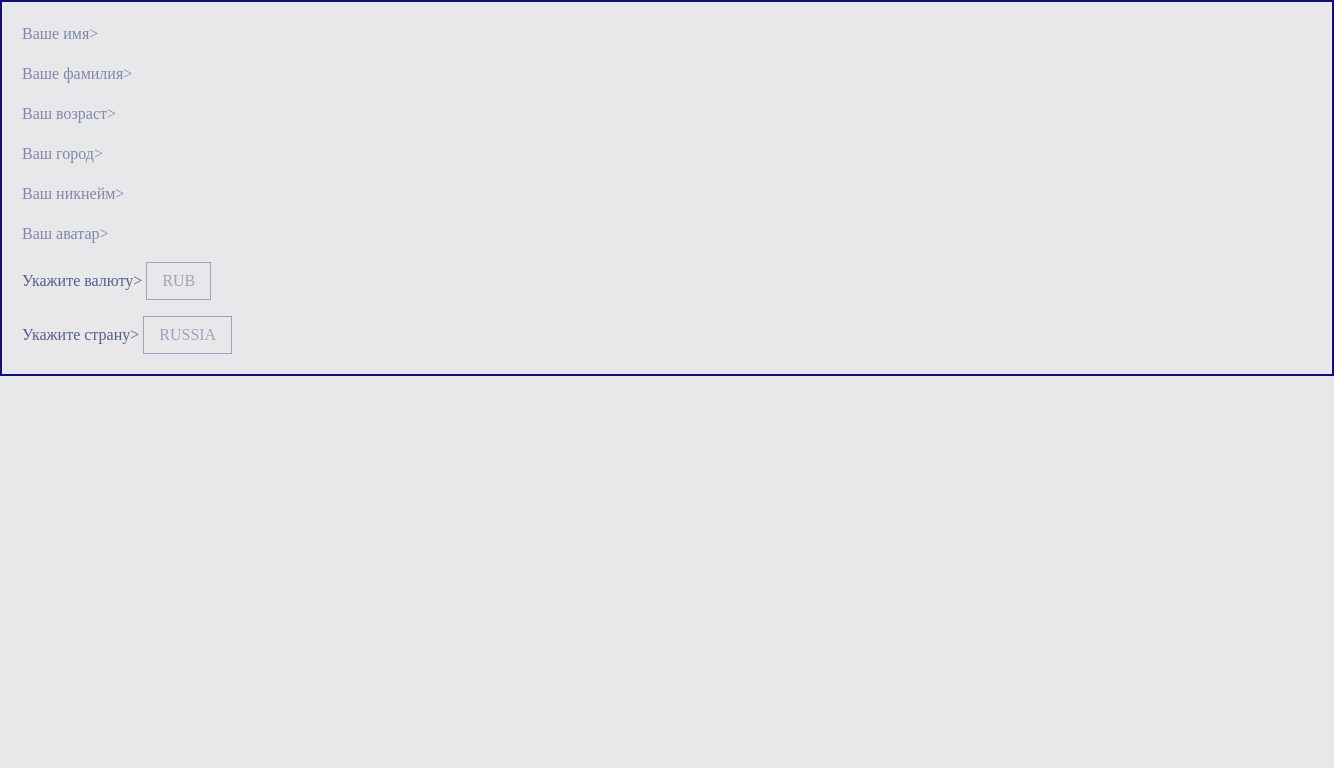 Ваше имя>
Ваше фамилия>
Ваш возраст>
Ваш город>
Ваш никнейм>
Ваш аватар>
Укажите валюту> RUB
Укажите страну> RUSSIA